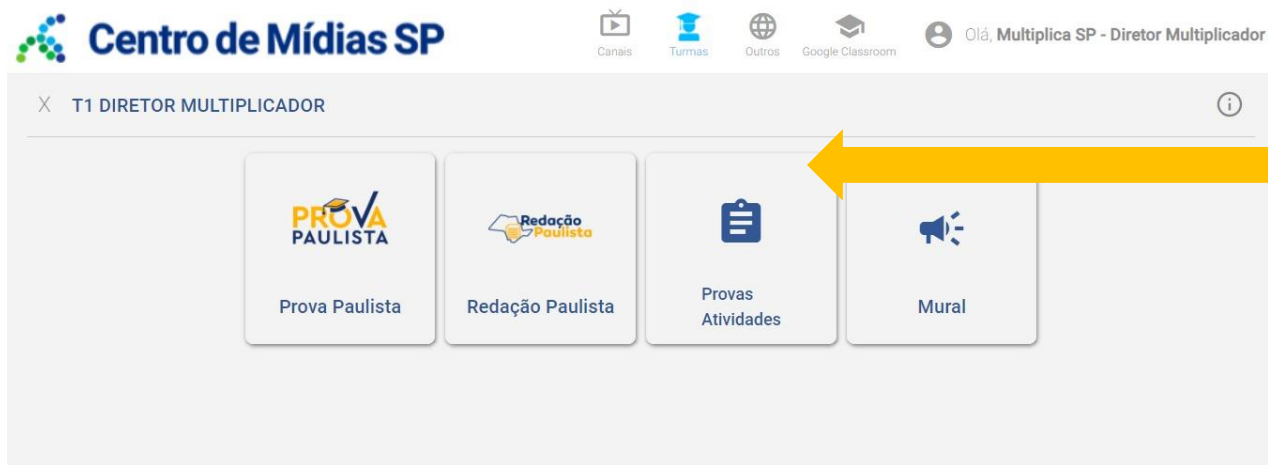 Centro de Mídias SP
Canais
Turmas
Outros
Google Classroom
Olá, Multiplica SP - Diretor Multiplicador
X T1 DIRETOR MULTIPLICADOR
PROVA
PAULISTA
Prova Paulista
Redação
Paulista
Redação Paulista
Provas
Atividades
Mural